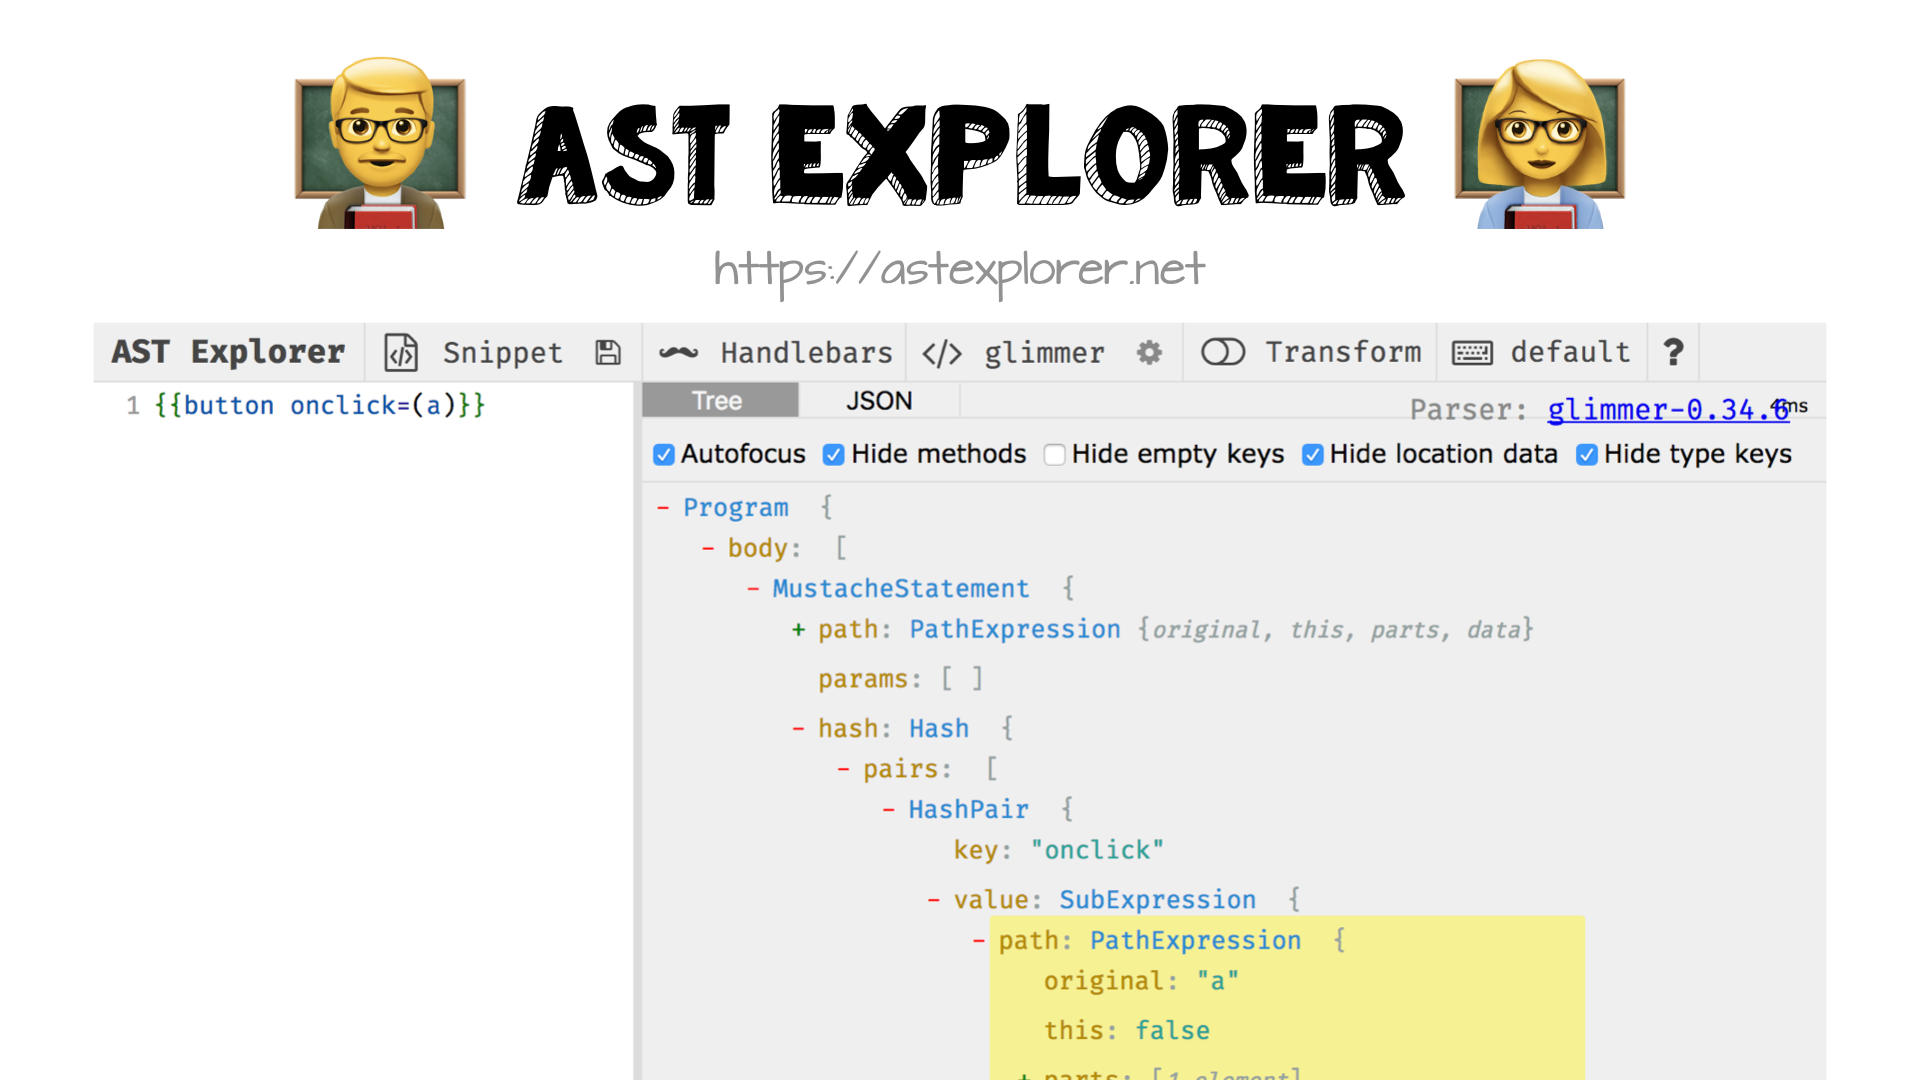 AST EXPLORER
https://astexplorer.net
AST Explorer Snippet Handlebars </> glimmer Transform default ?
1 {{button onclick=(a)}}
Tree JSON Parser: glimmer-0.34.6 4ms
Autofocus Hide methods Hide empty keys Hide location data Hide type keys
- Program {
- body: [
- MustacheStatement {
+ path: PathExpression {original, this, parts, data}
params: [ ]
- hash: Hash {
- pairs: [
- HashPair {
key: "onclick"
- value: SubExpression {
- path: PathExpression {
original: "a"
this: false
+ parts: [1 element]